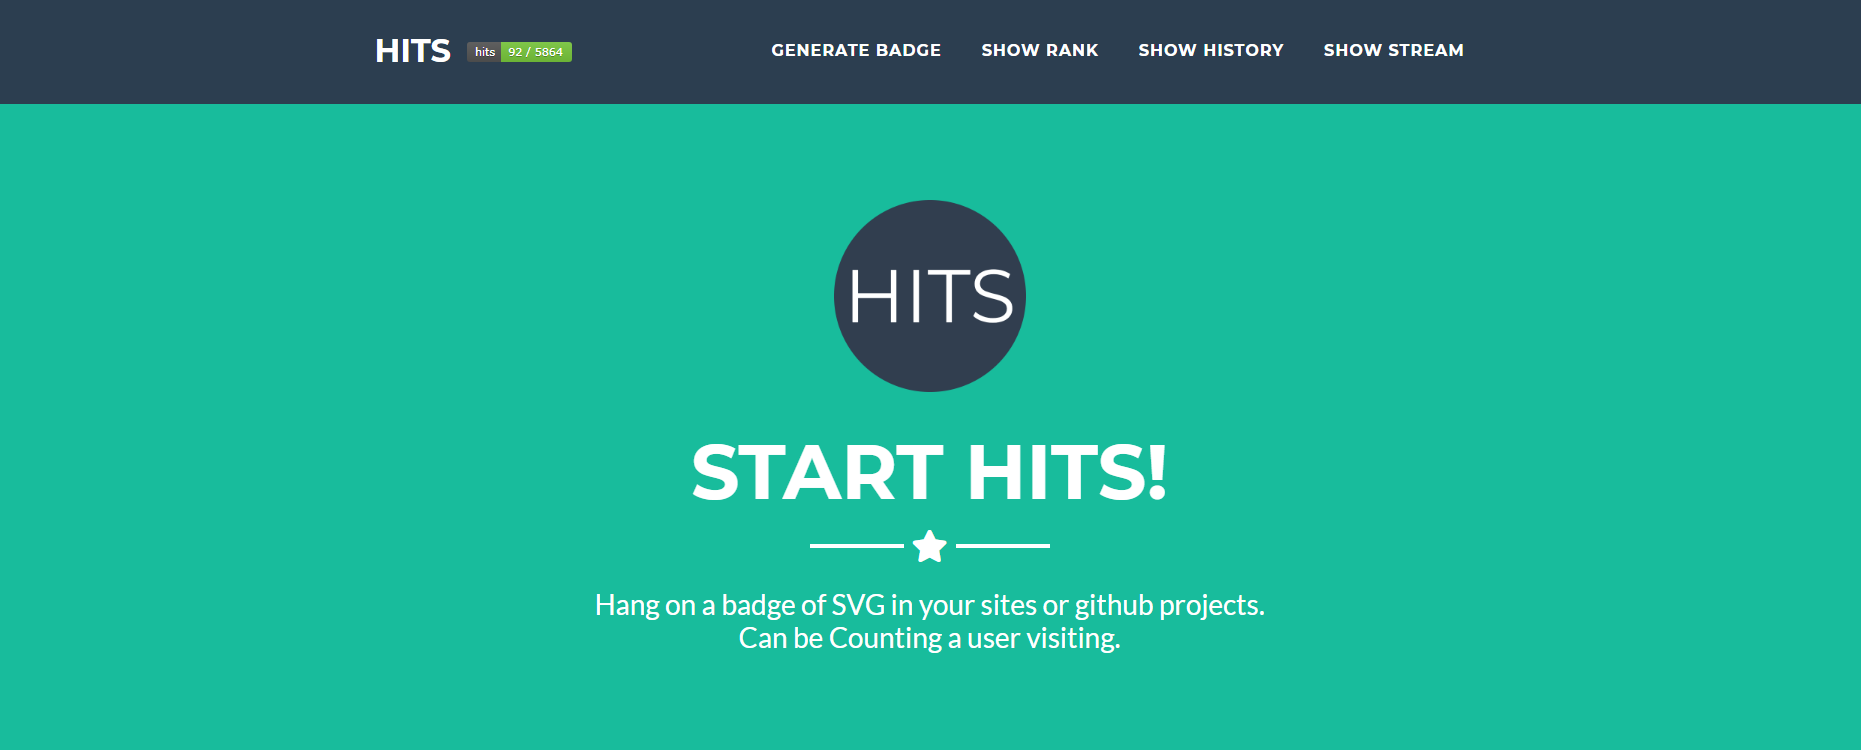 HITS hits 92 / 5864 GENERATE BADGE SHOW RANK SHOW HISTORY SHOW STREAM
HITS
START HITS!
Hang on a badge of SVG in your sites or github projects.
Can be Counting a user visiting.